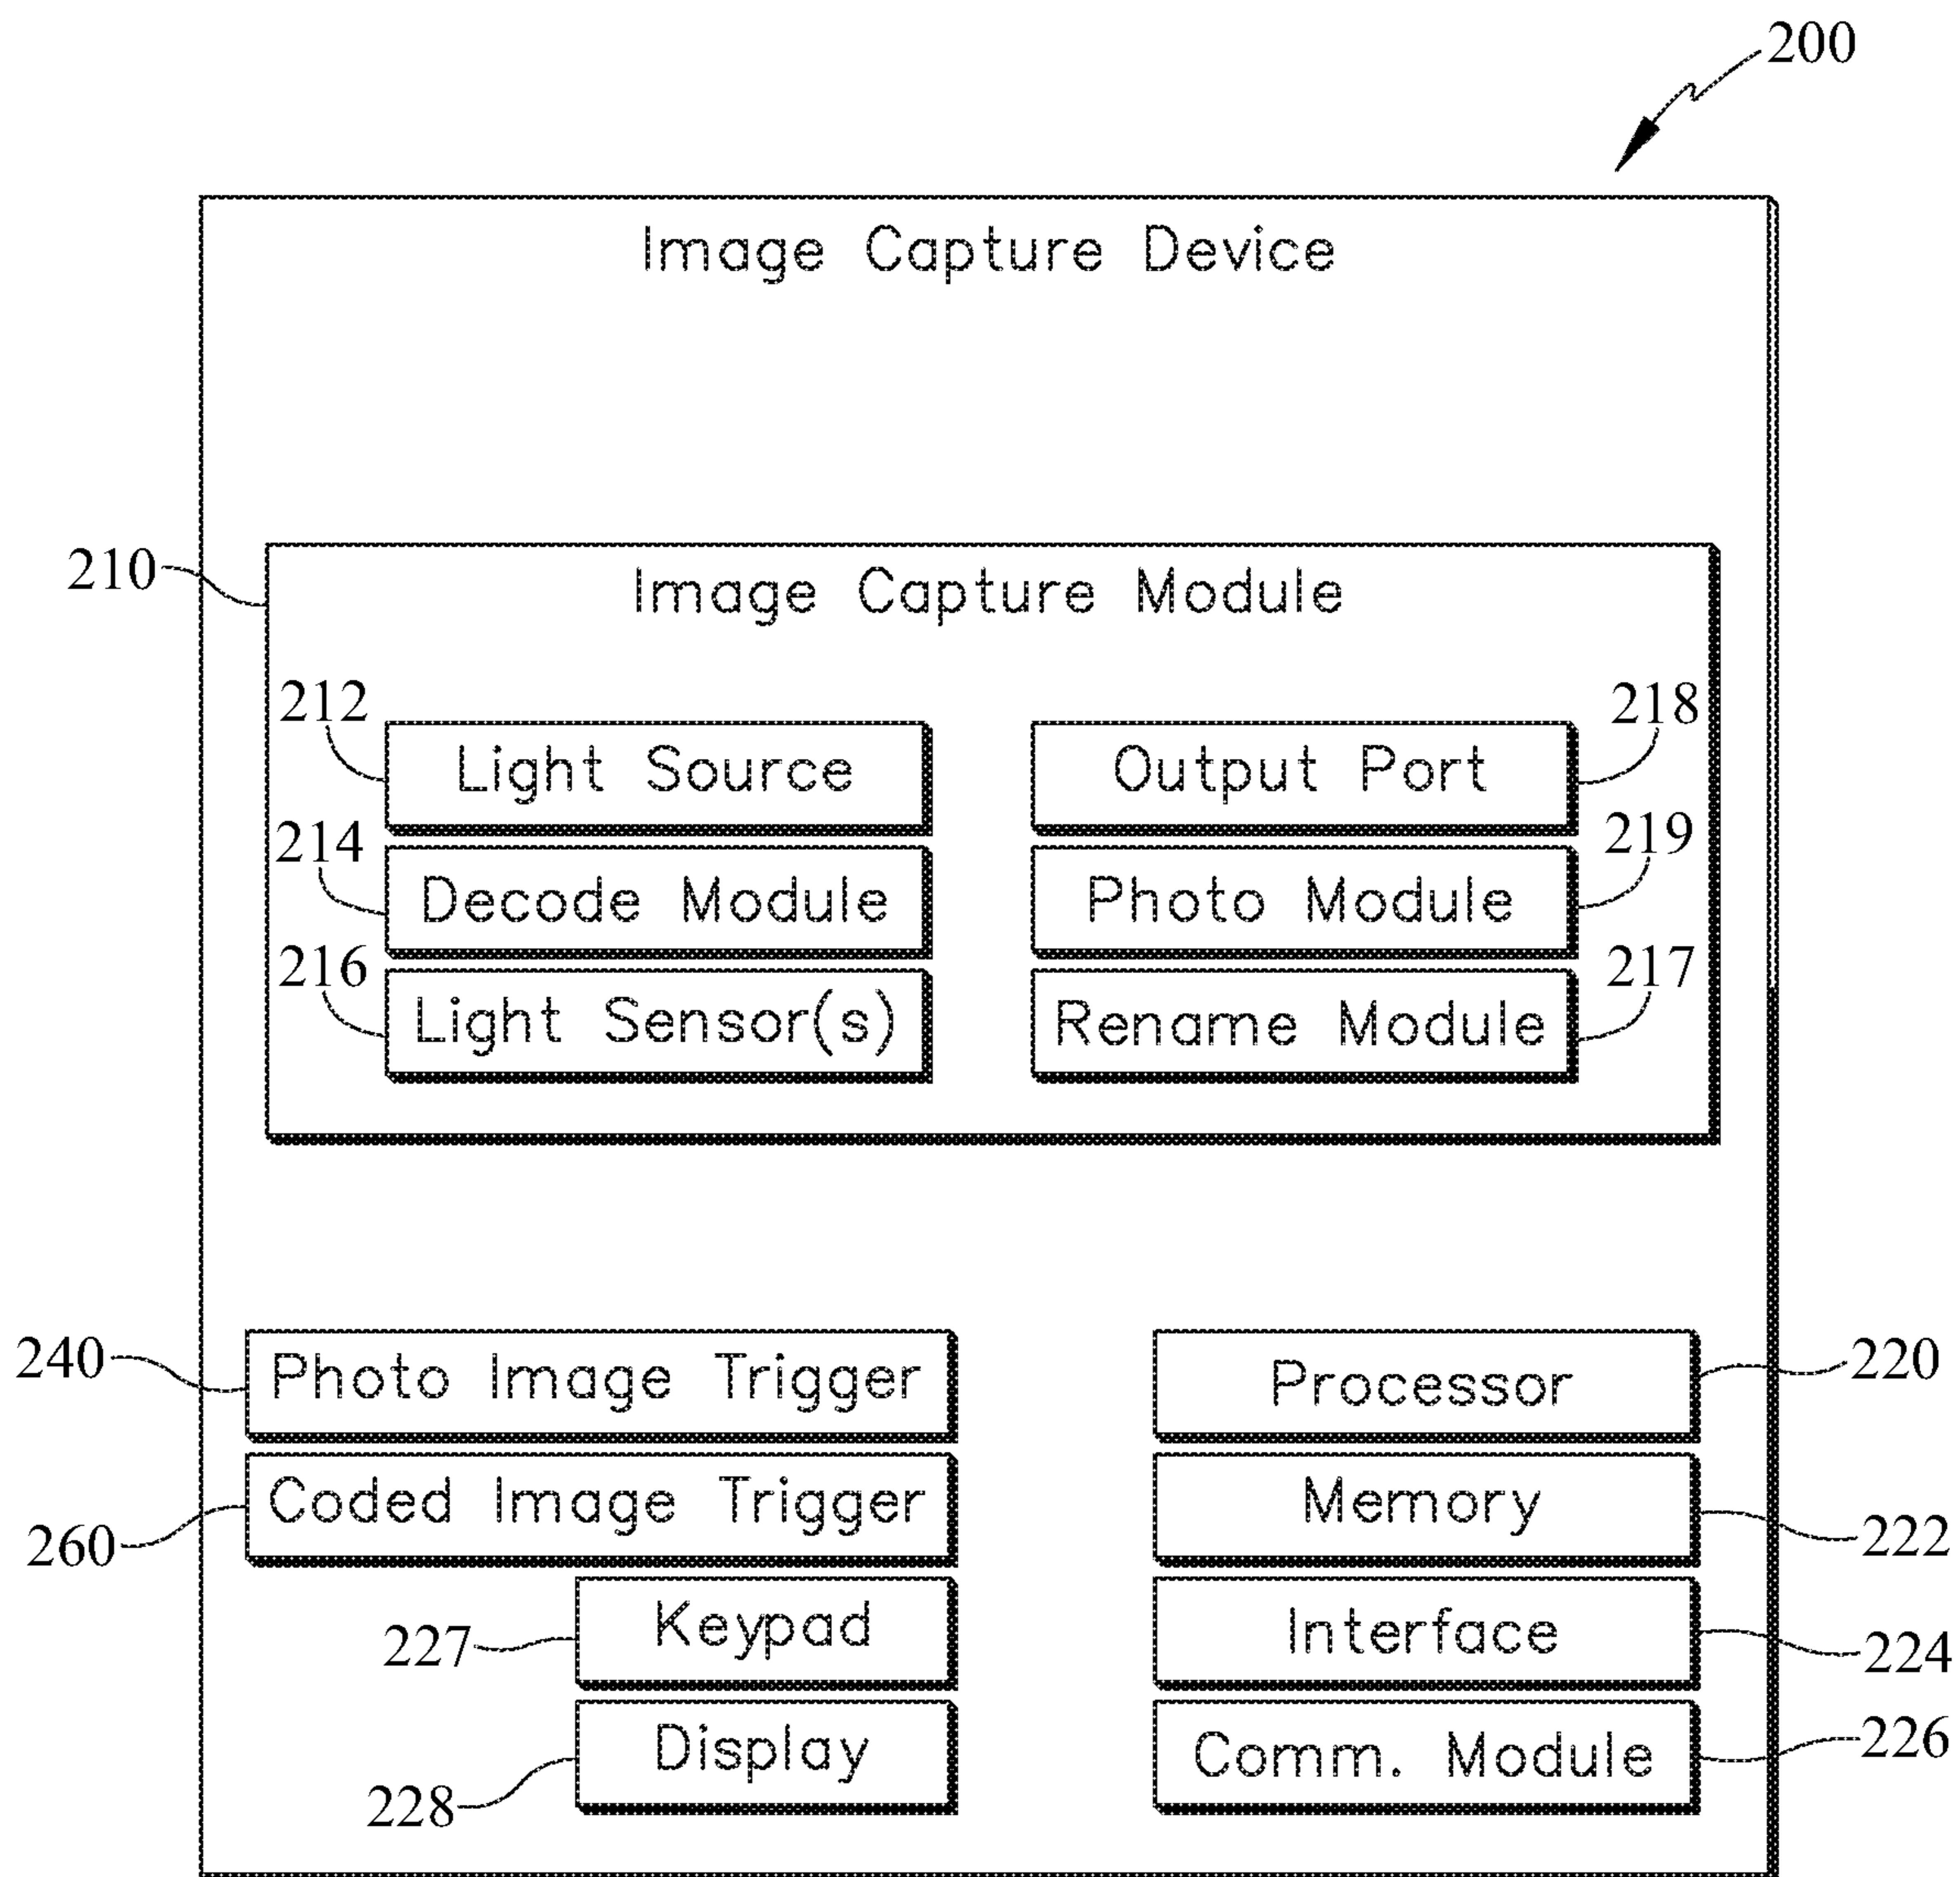 200
Image Capture Device
210
Image Capture Module
212
Light Source
Output Port
218
214
Decode Module
Photo Module
219
216
Light Sensor(s)
Rename Module
217
240
Photo Image Trigger
Processor
220
260
Coded Image Trigger
Memory
222
227
Keypad
Interface
224
228
Display
Comm. Module
226